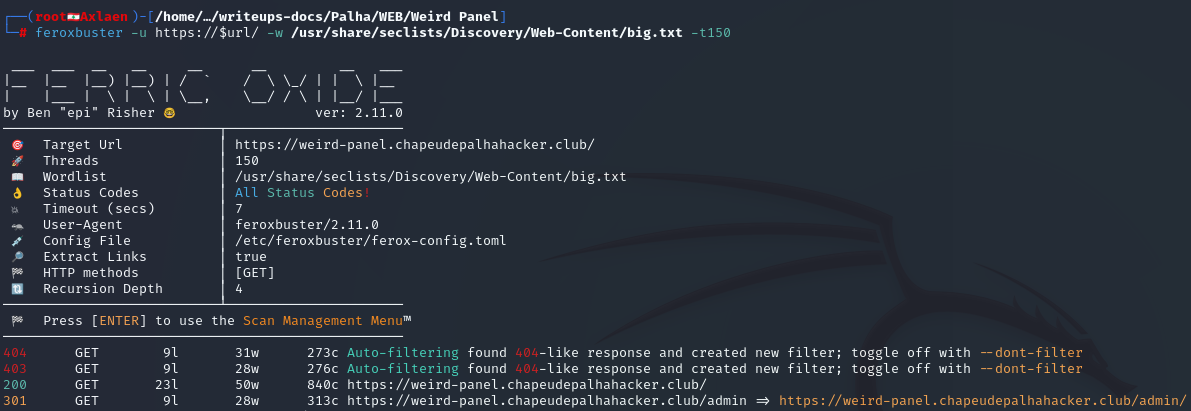 ┌──(root🇵🇫Axlaen )-[/home/…/writeups-docs/Palha/WEB/Weird Panel]
└─# feroxbuster -u https://$url/ -w /usr/share/seclists/Discovery/Web-Content/big.txt -t150
FERRIC OXIDE
by Ben "epi" Risher 🤓 ver: 2.11.0
🎯 Target Url │ https://weird-panel.chapeudepalhahacker.club/
🚀 Threads │ 150
📖 Wordlist │ /usr/share/seclists/Discovery/Web-Content/big.txt
👌 Status Codes │ All Status Codes!
💥 Timeout (secs) │ 7
🦡 User-Agent │ feroxbuster/2.11.0
💉 Config File │ /etc/feroxbuster/ferox-config.toml
🔎 Extract Links │ true
🏁 HTTP methods │ [GET]
🔃 Recursion Depth │ 4
🏁 Press [ENTER] to use the Scan Management Menu™
404 GET 9l 31w 273c Auto-filtering found 404-like response and created new filter; toggle off with --dont-filter
403 GET 9l 28w 276c Auto-filtering found 404-like response and created new filter; toggle off with --dont-filter
200 GET 23l 50w 840c https://weird-panel.chapeudepalhahacker.club/
301 GET 9l 28w 313c https://weird-panel.chapeudepalhahacker.club/admin => https://weird-panel.chapeudepalhahacker.club/admin/